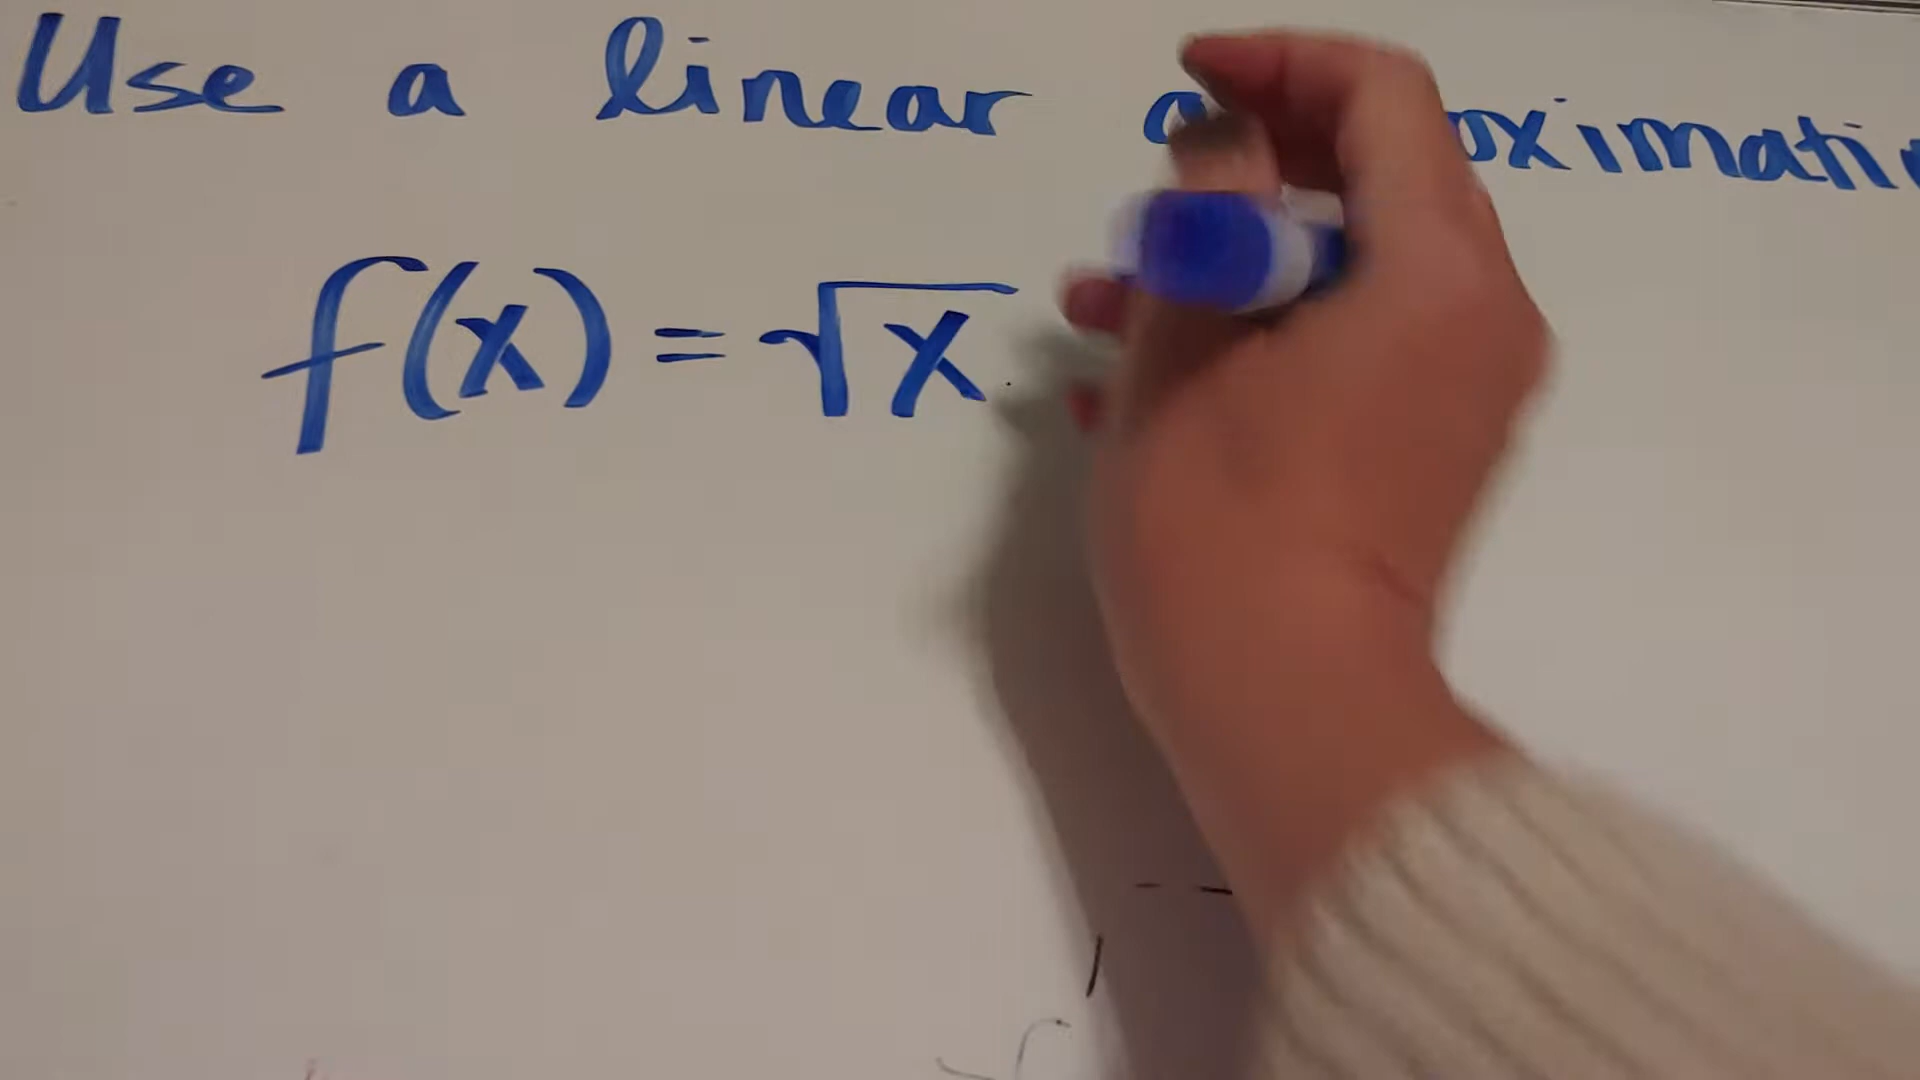 Use a linear
f(x) = √x